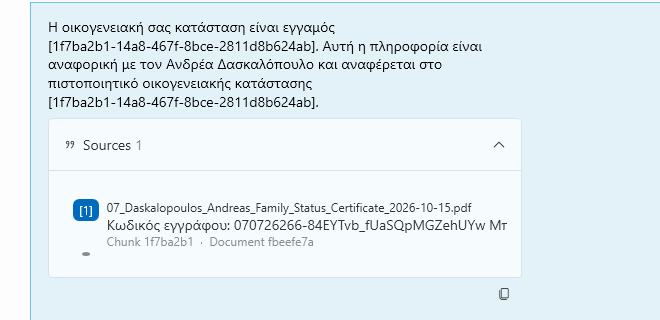 Η οικογενειακή σας κατάσταση είναι εγγαμός
[1f7ba2b1-14a8-467f-8bce-2811d8b624ab]. Αυτή η πληροφορία είναι
αναφορική με τον Ανδρέα Δασκαλόπουλο και αναφέρεται στο
πιστοποιητικό οικογενειακής κατάστασης
[1f7ba2b1-14a8-467f-8bce-2811d8b624ab].
Sources 1
[1] 07_Daskalopoulos_Andreas_Family_Status_Certificate_2026-10-15.pdf
Κωδικός εγγράφου: 070726266-84EYTvb_fUaSQpMGZehUYw Μπ
Chunk 1f7ba2b1 · Document fbeefe7a